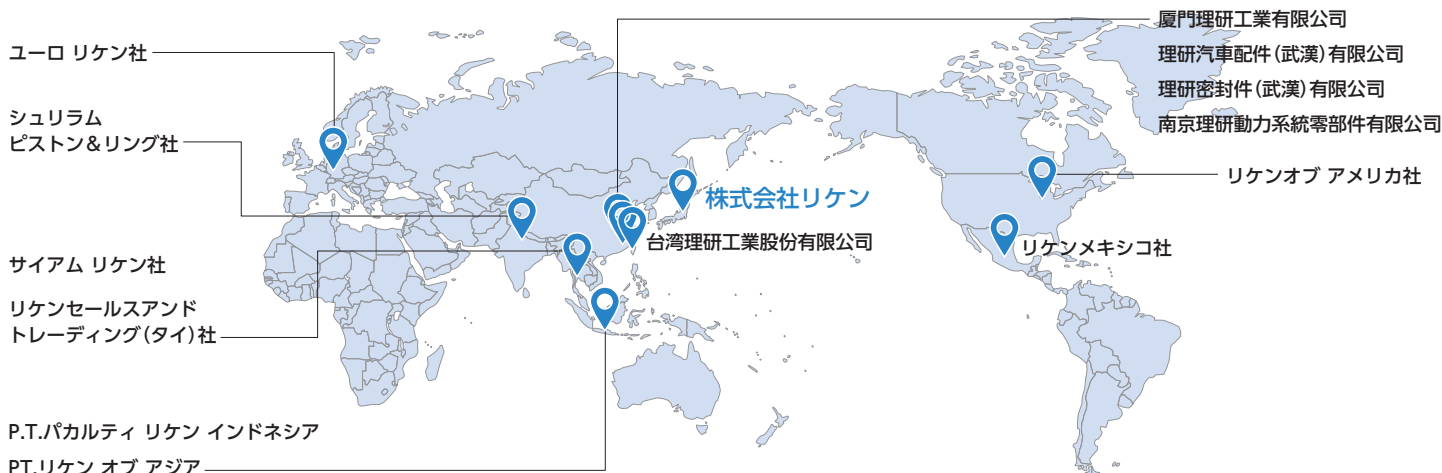 ユーロ リケン社
シュリラム
ピストン&リング社
サイアム リケン社
リケンセールスアンド
トレーディング(タイ)社
P.T.パカルティ リケン インドネシア
PT.リケン オブ アジア
株式会社リケン
台湾理研工業股份有限公司
厦門理研工業有限公司
理研汽車配件(武漢)有限公司
理研密封件(武漢)有限公司
南京理研動力系統零部件有限公司
リケンオブ アメリカ社
リケンメキシコ社